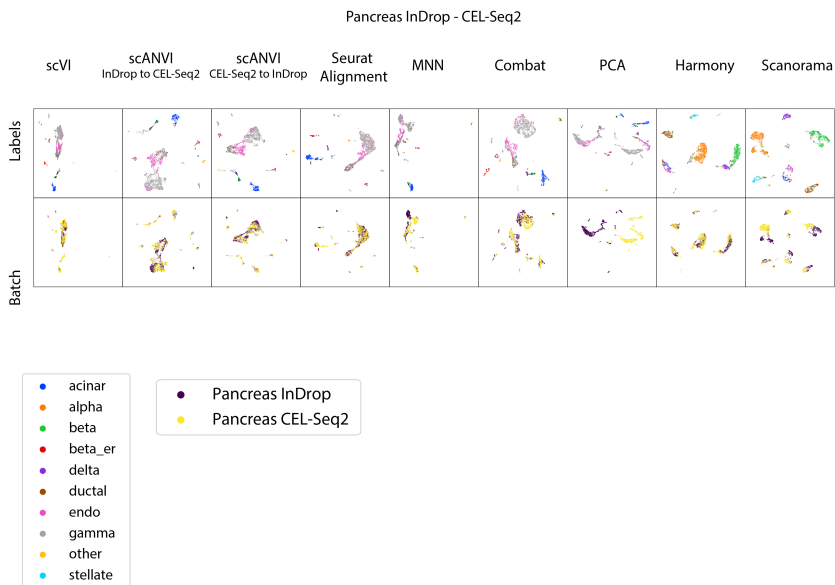 Pancreas InDrop - CEL-Seq2
scVI
scANVI
InDrop to CEL-Seq2
scANVI
CEL-Seq2 to InDrop
Seurat
Alignment
MNN
Combat
PCA
Harmony
Scanorama
Labels
Batch
acinar
alpha
beta
beta_er
delta
ductal
endo
gamma
other
stellate
Pancreas InDrop
Pancreas CEL-Seq2